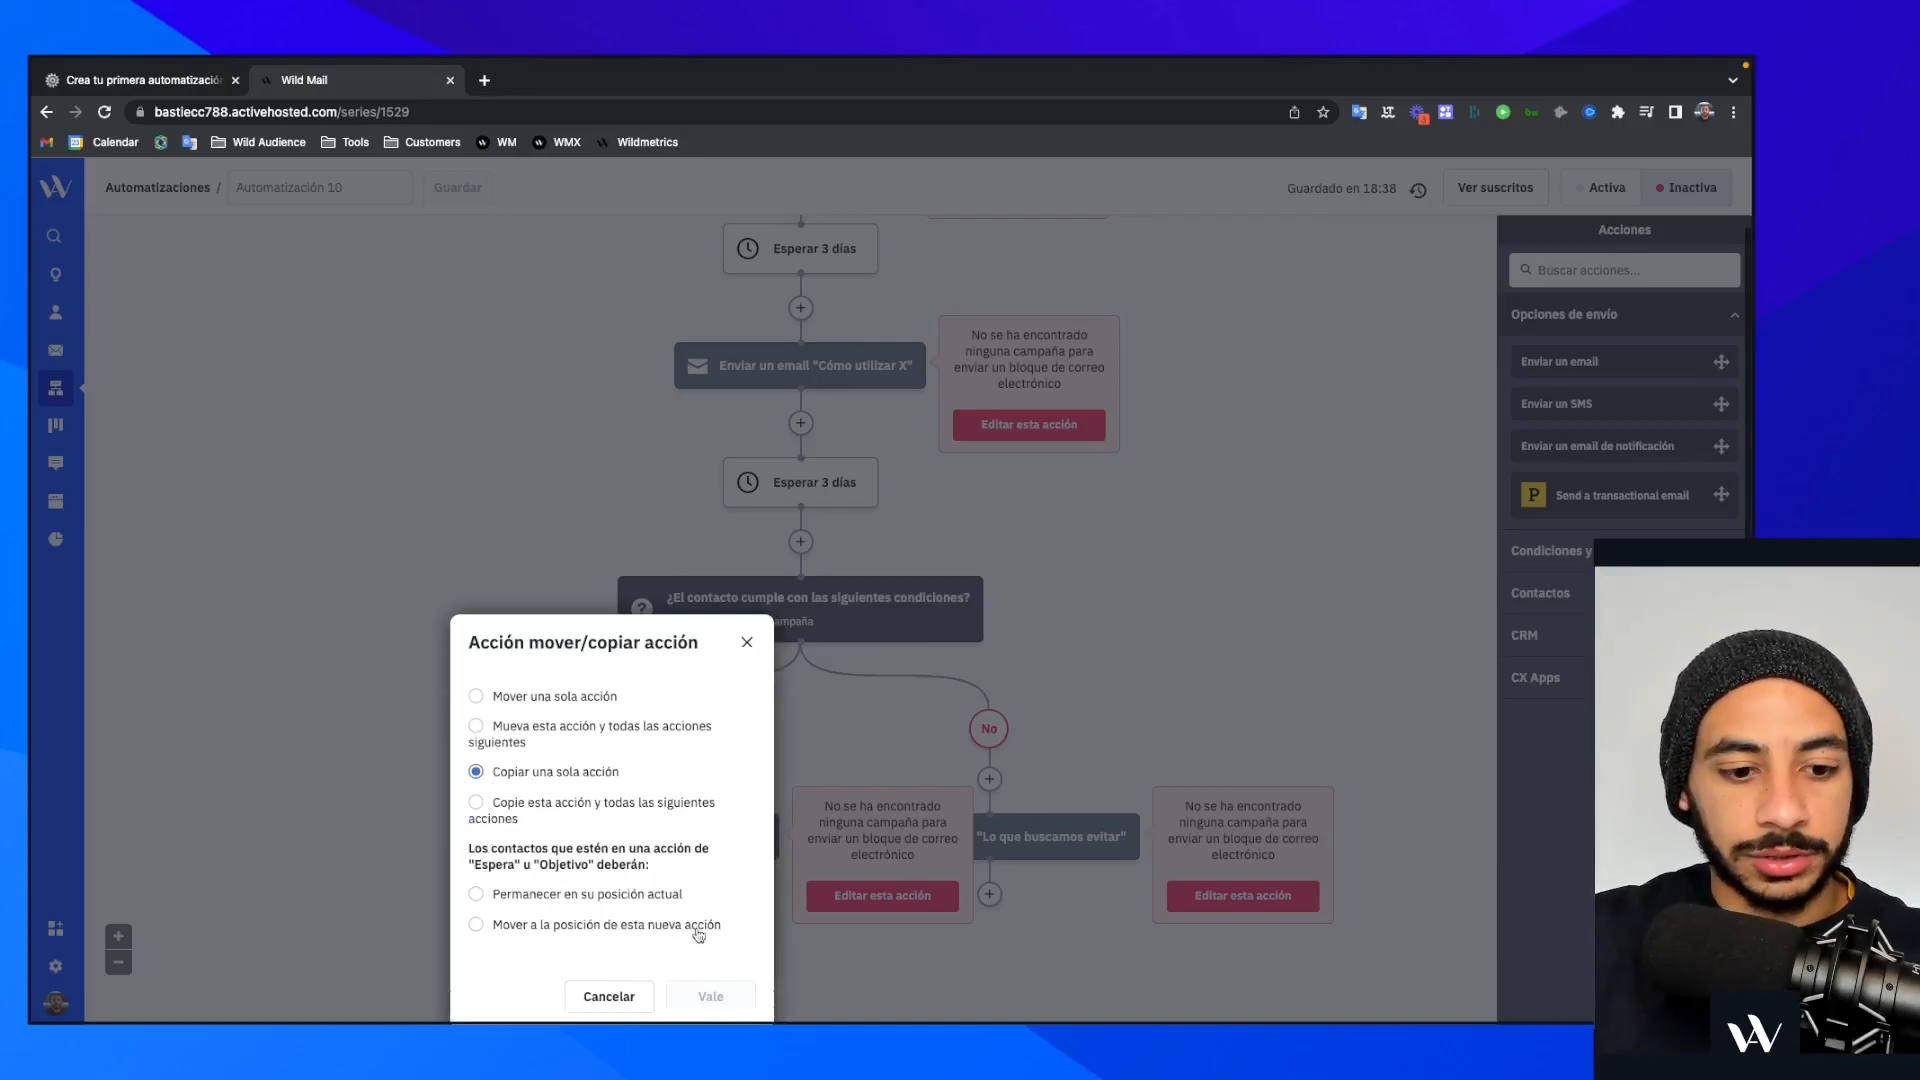 Crea tu primera automatizació
Wild Mail
bastiecc788.activehosted.com/series/1529
3
23
Calendar
Wild Audience
Tools
Customers
WM
WMX
Wildmetrics
Automatizaciones /
Automatización 10
Guardar
Guardado en 18:38
Ver suscritos
Activa
Inactiva
Esperar 3 días
No se ha encontrado
ninguna campaña para
enviar un bloque de correo
electrónico
Editar esta acción
Enviar un email "Cómo utilizar X"
Esperar 3 días
¿El contacto cumple con las siguientes condiciones?
ampaña
No
No se ha encontrado
ninguna campaña para
enviar un bloque de correo
electrónico
Editar esta acción
"Lo que buscamos evitar"
No se ha encontrado
ninguna campaña para
enviar un bloque de correo
electrónico
Editar esta acción
Acción mover/copiar acción
Mover una sola acción
Mueva esta acción y todas las acciones
siguientes
Copiar una sola acción
Copie esta acción y todas las siguientes
acciones
Los contactos que estén en una acción de
"Espera" u "Objetivo" deberán:
Permanecer en su posición actual
Mover a la posición de esta nueva acción
Cancelar
Vale
Acciones
Buscar acciones...
Opciones de envío
Enviar un email
Enviar un SMS
Enviar un email de notificación
P
Send a transactional email
Condiciones y
Contactos
CRM
CX Apps